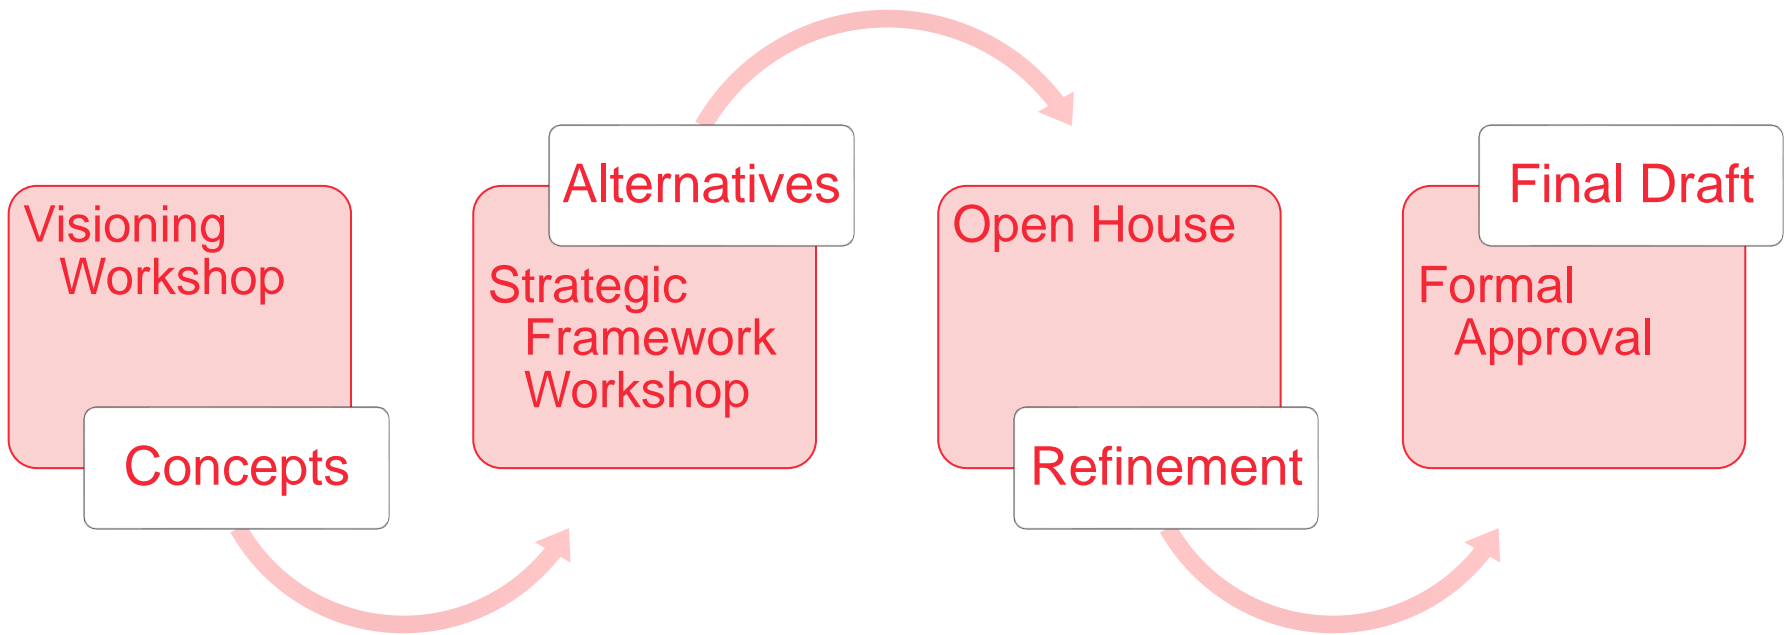 Visioning
Workshop
Concepts
Alternatives
Strategic
Framework
Workshop
Open House
Refinement
Final Draft
Formal
Approval